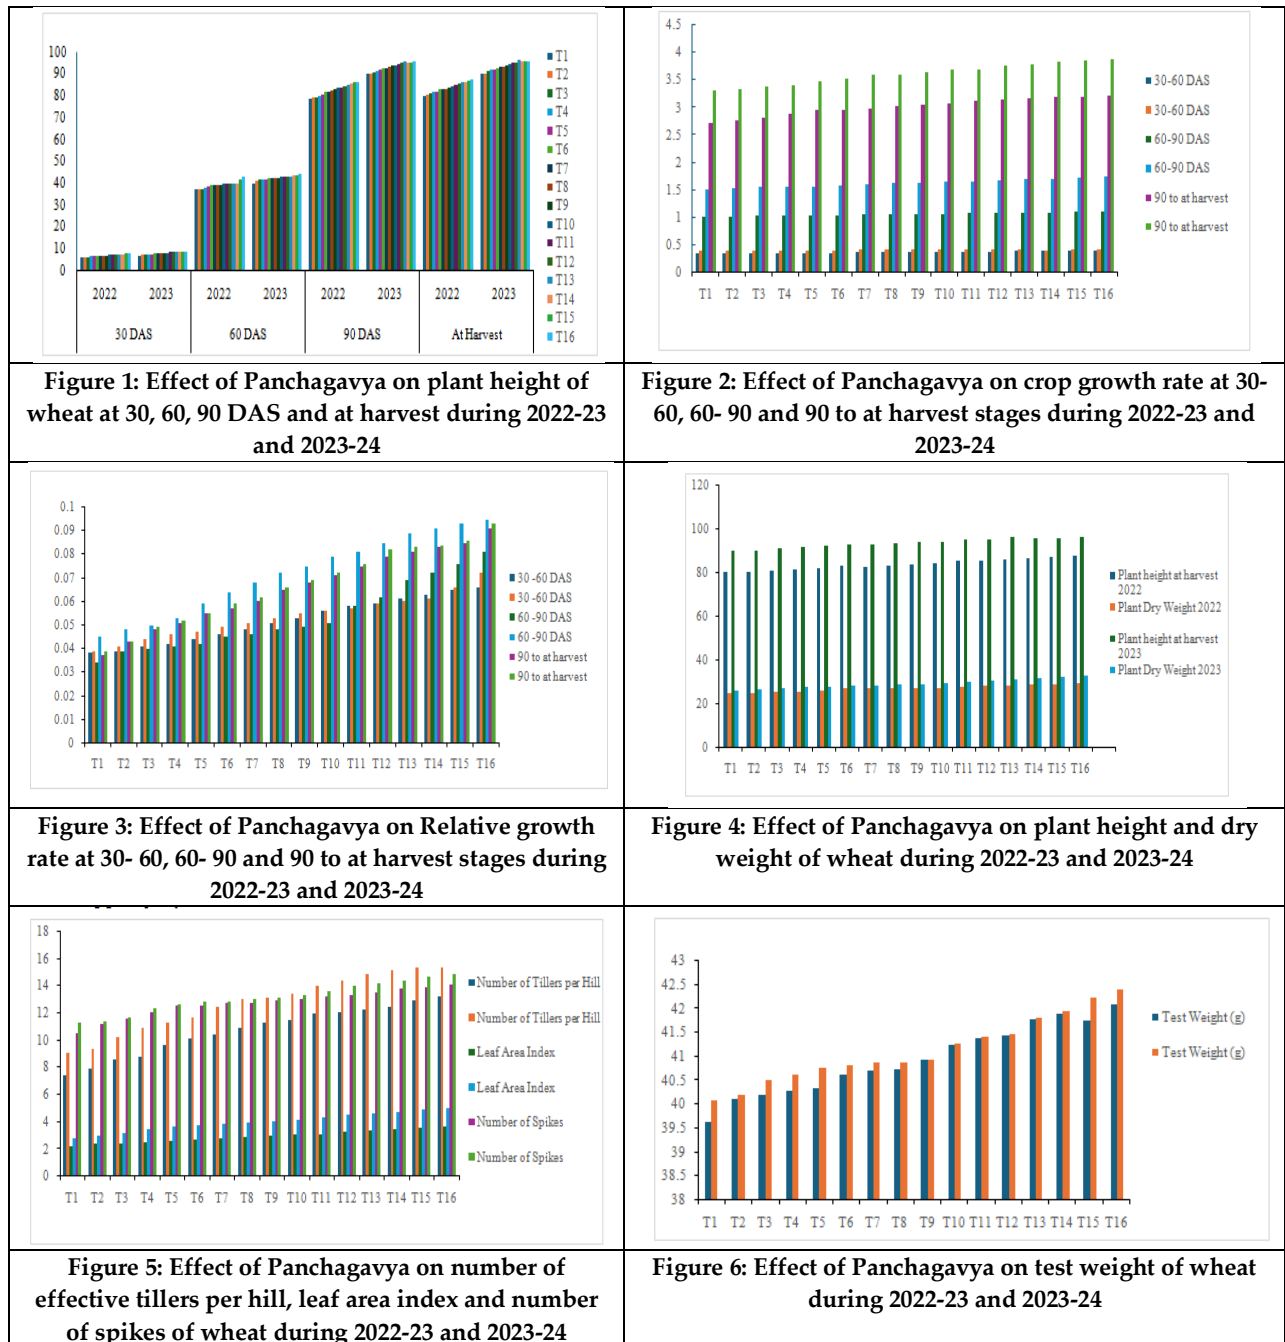 100
90
80
70
60
50
40
30
20
10
0
2022 2023 2022 2023 2022 2023 2022 2023
30 DAS 60 DAS 90 DAS At Harvest
T1
T2
T3
T4
T5
T6
T7
T8
T9
T10
T11
T12
T13
T14
T15
T16
Figure 1: Effect of Panchagavya on plant height of
wheat at 30, 60, 90 DAS and at harvest during 2022-23
and 2023-24
4.5
4
3.5
3
2.5
2
1.5
1
0.5
0
T1 T2 T3 T4 T5 T6 T7 T8 T9 T10 T11 T12 T13 T14 T15 T16
30-60 DAS
30-60 DAS
60-90 DAS
60-90 DAS
90 to at harvest
90 to at harvest
Figure 2: Effect of Panchagavya on crop growth rate at 30-
60, 60- 90 and 90 to at harvest stages during 2022-23 and
2023-24
0.1
0.09
0.08
0.07
0.06
0.05
0.04
0.03
0.02
0.01
0
T1 T2 T3 T4 T5 T6 T7 T8 T9 T10 T11 T12 T13 T14 T15 T16
30 -60 DAS
30 -60 DAS
60 -90 DAS
60 -90 DAS
90 to at harvest
90 to at harvest
Figure 3: Effect of Panchagavya on Relative growth
rate at 30- 60, 60- 90 and 90 to at harvest stages during
2022-23 and 2023-24
120
100
80
60
40
20
0
T1 T2 T3 T4 T5 T6 T7 T8 T9 T10 T11 T12 T13 T14 T15 T16
Plant height at harvest
2022
Plant Dry Weight 2022
Plant height at harvest
2023
Plant Dry Weight 2023
Figure 4: Effect of Panchagavya on plant height and dry
weight of wheat during 2022-23 and 2023-24
18
16
14
12
10
8
6
4
2
0
T1 T2 T3 T4 T5 T6 T7 T8 T9 T10 T11 T12 T13 T14 T15 T16
Number of Tillers per Hill
Number of Tillers per Hill
Leaf Area Index
Leaf Area Index
Number of Spikes
Number of Spikes
Figure 5: Effect of Panchagavya on number of
effective tillers per hill, leaf area index and number
of spikes of wheat during 2022-23 and 2023-24
43
42.5
42
41.5
41
40.5
40
39.5
39
38.5
38
T1 T2 T3 T4 T5 T6 T7 T8 T9 T10 T11 T12 T13 T14 T15 T16
Test Weight (g)
Test Weight (g)
Figure 6: Effect of Panchagavya on test weight of wheat
during 2022-23 and 2023-24